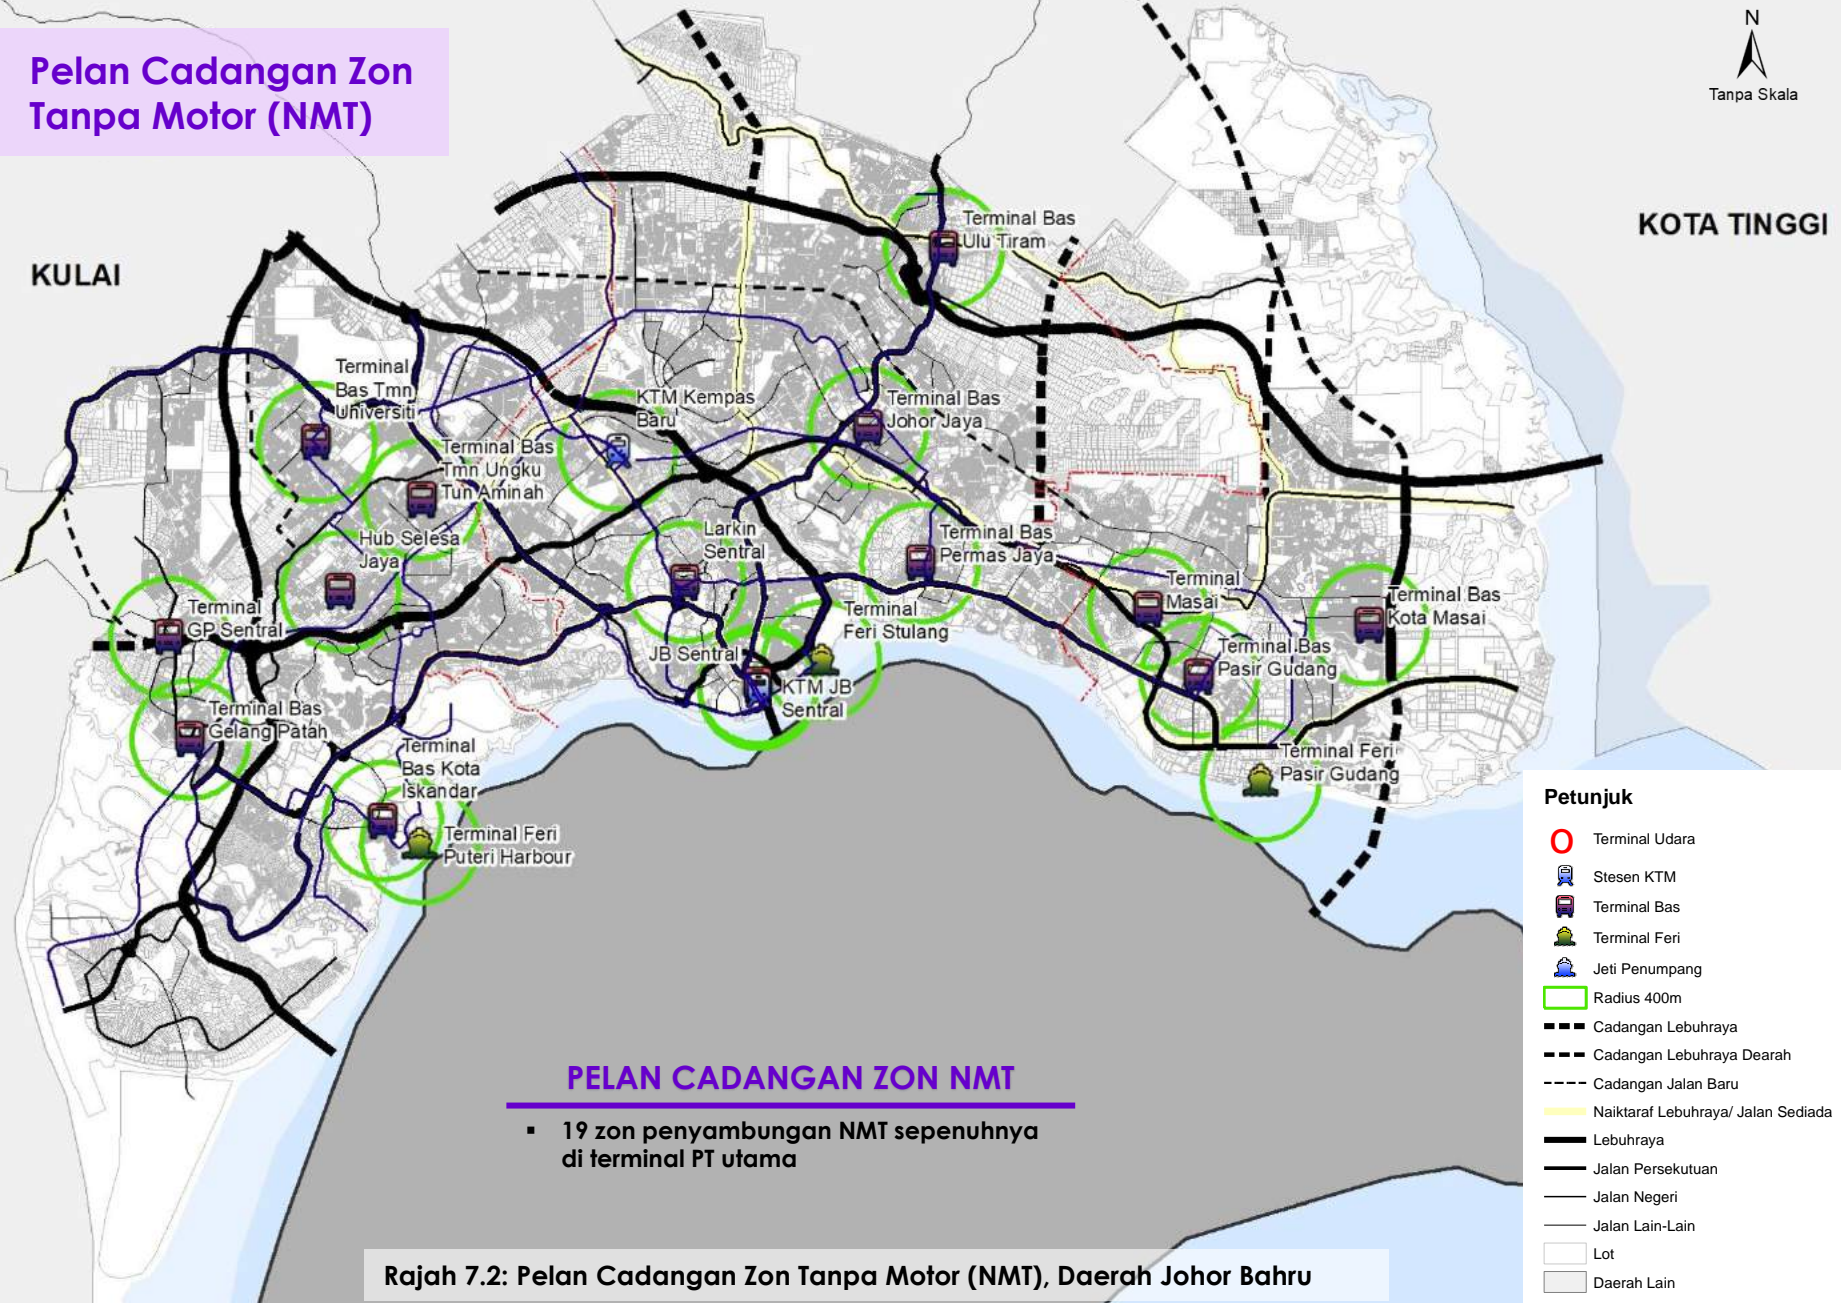 Pelan Cadangan Zon
Tanpa Motor (NMT)
N
Tanpa Skala
KOTA TINGGI
KULAI
Terminal Bas
Ulu Tiram
Terminal
Bas Tmn
Universiti
KTM Kempas
Baru
Terminal Bas
Johor Jaya
Terminal Bas
Tmn Ungku
Tun Aminah
Hub Selesa
Jaya
Larkin
Sentral
Terminal Bas
Permas Jaya
Terminal
Masai
Terminal Bas
Kota Masai
Terminal
GP Sentral
Terminal
Feri Stulang
JB Sentral
KTM JB
Sentral
Terminal Bas
Pasir Gudang
Terminal Bas
Gelang Patah
Terminal
Bas Kota
Iskandar
Terminal Feri
Pasir Gudang
Terminal Feri
Puteri Harbour
Petunjuk
Terminal Udara
Stesen KTM
Terminal Bas
Terminal Feri
Jeti Penumpang
Radius 400m
Cadangan Lebuhraya
Cadangan Lebuhraya Dearah
Cadangan Jalan Baru
Naiktaraf Lebuhraya/ Jalan Sediada
Lebuhraya
Jalan Persekutuan
Jalan Negeri
Jalan Lain-Lain
Lot
Daerah Lain
PELAN CADANGAN ZON NMT
▪ 19 zon penyambungan NMT sepenuhnya
di terminal PT utama
Rajah 7.2: Pelan Cadangan Zon Tanpa Motor (NMT), Daerah Johor Bahru